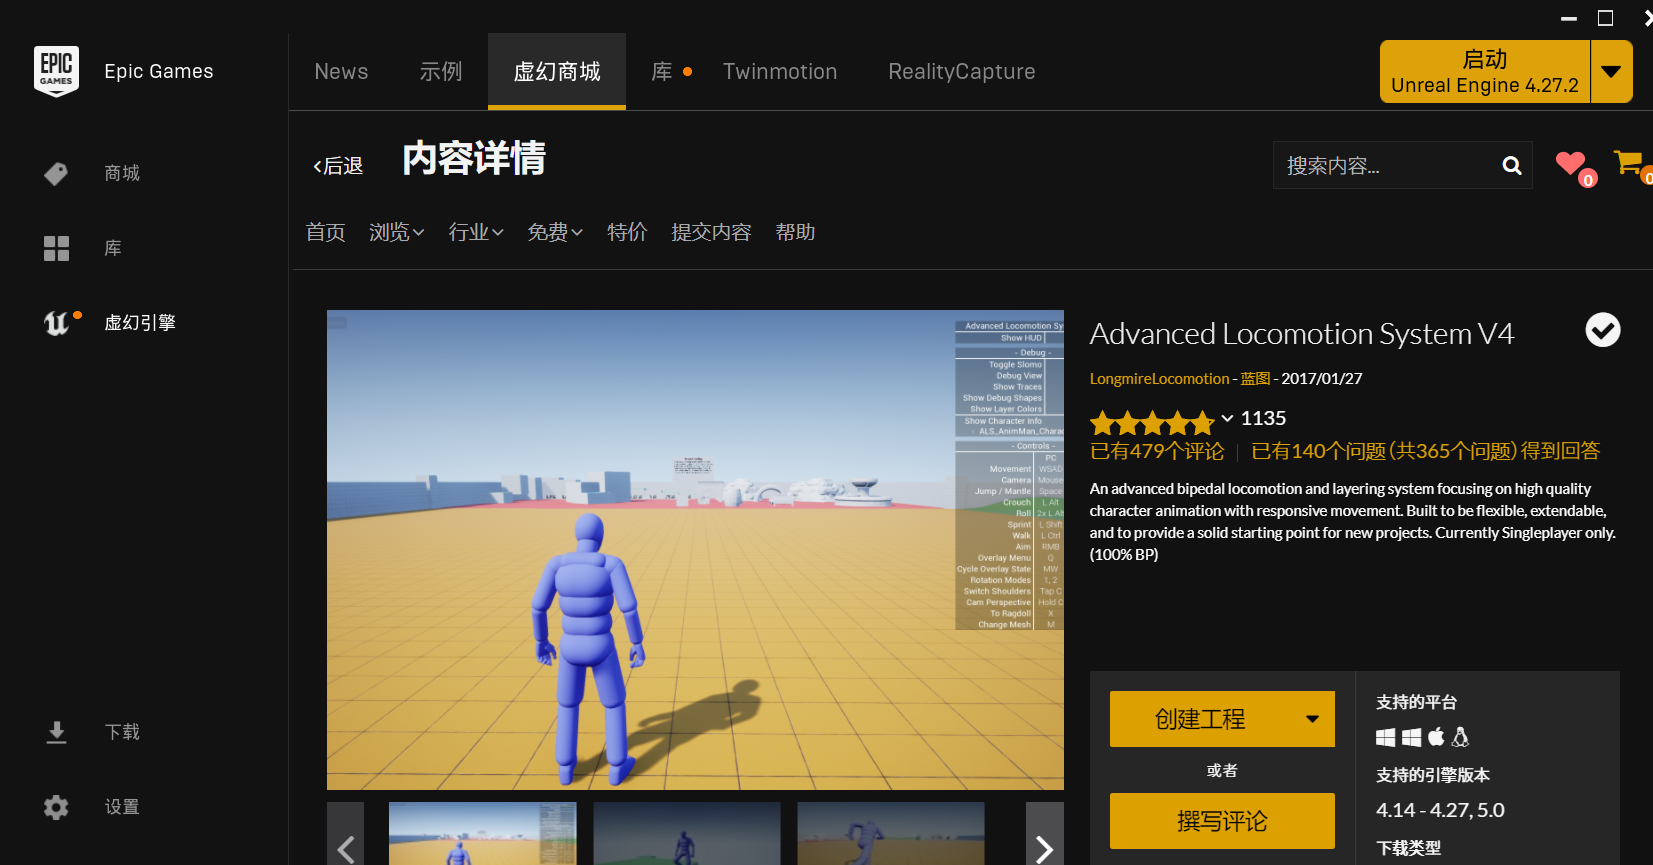 EPIC
GAMES
Epic Games
News
示例
虚幻商城
库
Twinmotion
RealityCapture
启动
Unreal Engine 4.27.2
商城
库
虚幻引擎
下载
设置
后退
内容详情
搜索内容...
0
0
首页
浏览
行业
免费
特价
提交内容
帮助
Advanced Locomotion Sy
Show HUD
- Debug -
Toggle Slomo
Debug View
Show Traces
Show Debug Shapes
Show Layer Colors
Show Character Info
ALS_AnimMan_Charac
- Controls -
PC
Movement WSAD
Camera Mouse
Jump / Mantle Space
Crouch L Alt
Roll 2x L Alt
Sprint L Shift
Walk L Ctrl
Aim RMB
Overlay Menu Q
Cycle Overlay State MW
Rotation Modes 1, 2
Switch Shoulders Tap C
Cam Perspective Hold C
To Ragdoll X
Change Mesh M
Advanced Locomotion System V4
LongmireLocomotion - 蓝图 - 2017/01/27
1135
已有479个评论
已有140个问题（共365个问题）得到回答
An advanced bipedal locomotion and layering system focusing on high quality
character animation with responsive movement. Built to be flexible, extendable,
and to provide a solid starting point for new projects. Currently Singleplayer only.
(100% BP)
创建工程
或者
撰写评论
支持的平台
支持的引擎版本
4.14 - 4.27, 5.0
下载类型